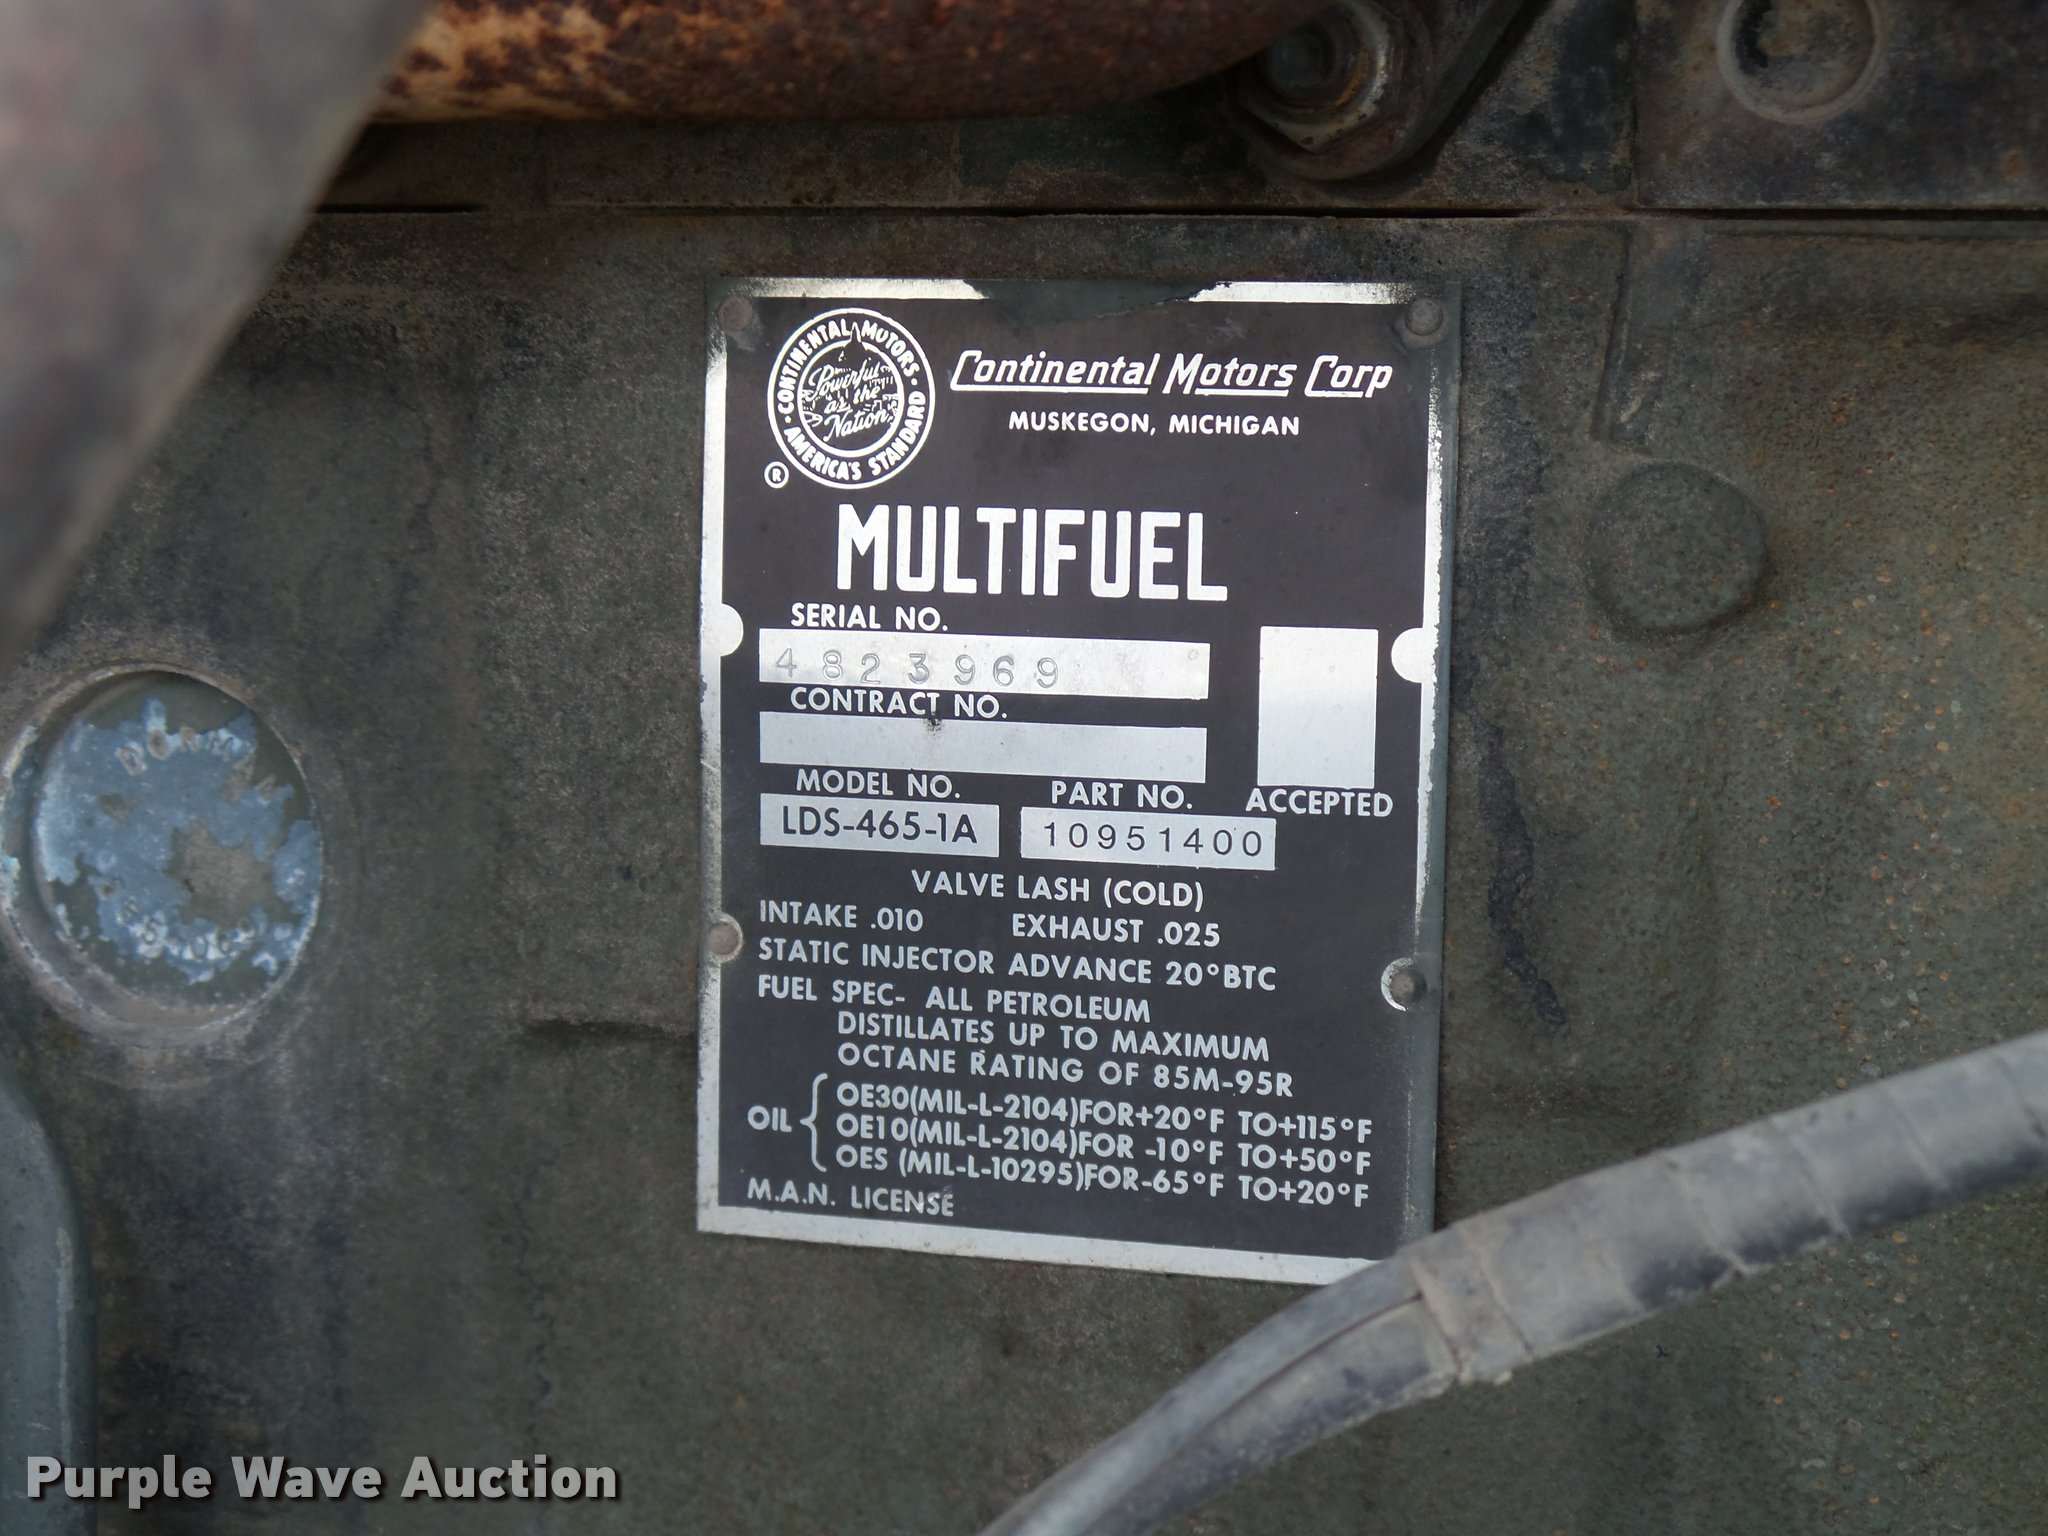 CONTINENTAL MOTORS
Powerful
as the
Nation
AMERICA'S STANDARD
®
Continental Motors Corp
MUSKEGON, MICHIGAN
MULTIFUEL
SERIAL NO.
4823969
CONTRACT NO.
MODEL NO. PART NO. ACCEPTED
LDS-465-1A 10951400
VALVE LASH (COLD)
INTAKE .010 EXHAUST .025
STATIC INJECTOR ADVANCE 20°BTC
FUEL SPEC- ALL PETROLEUM
DISTILLATES UP TO MAXIMUM
OCTANE RATING OF 85M-95R
OIL { OE30(MIL-L-2104)FOR+20°F TO+115°F
OE10(MIL-L-2104)FOR -10°F TO+50°F
OES (MIL-L-10295)FOR-65°F TO+20°F
M.A.N. LICENSE
DORMAN
Purple Wave Auction